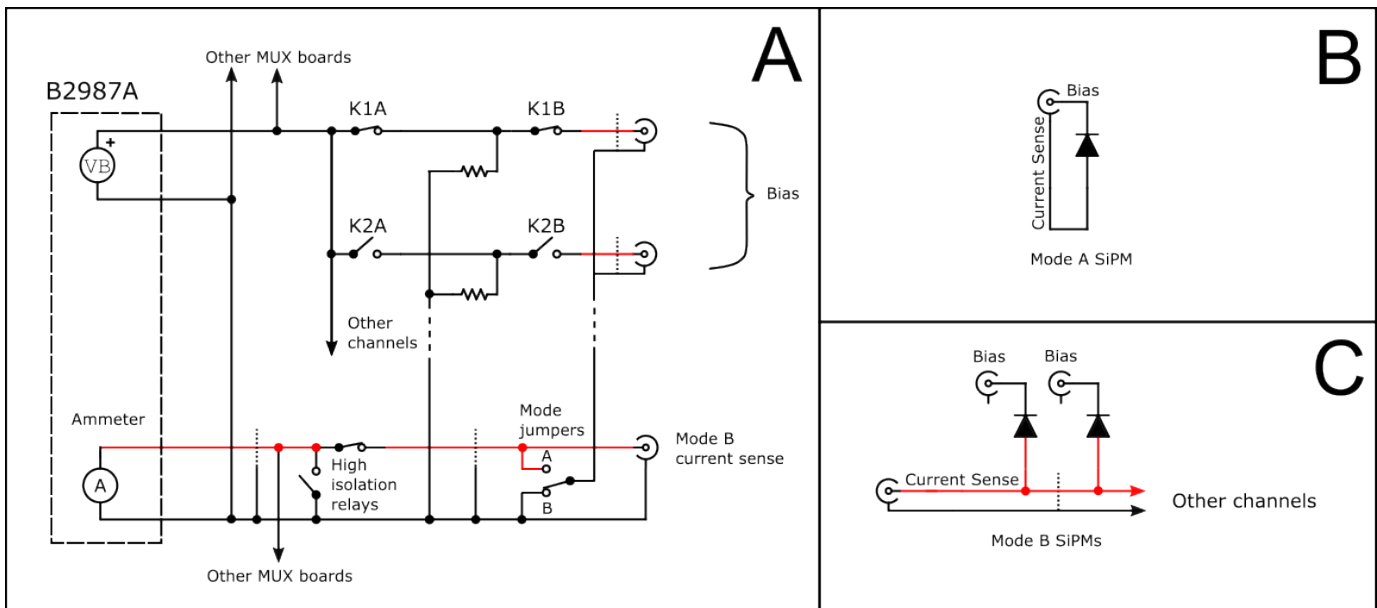 A
Other MUX boards
B2987A
K1A
K1B
+
VB
Bias
K2A
K2B
Other
channels
Ammeter
Mode
jumpers
Mode B
current sense
A
A
High
isolation
relays
B
Other MUX boards
B
Bias
Current Sense
Mode A SiPM
C
Bias
Bias
Current Sense
Other channels
Mode B SiPMs